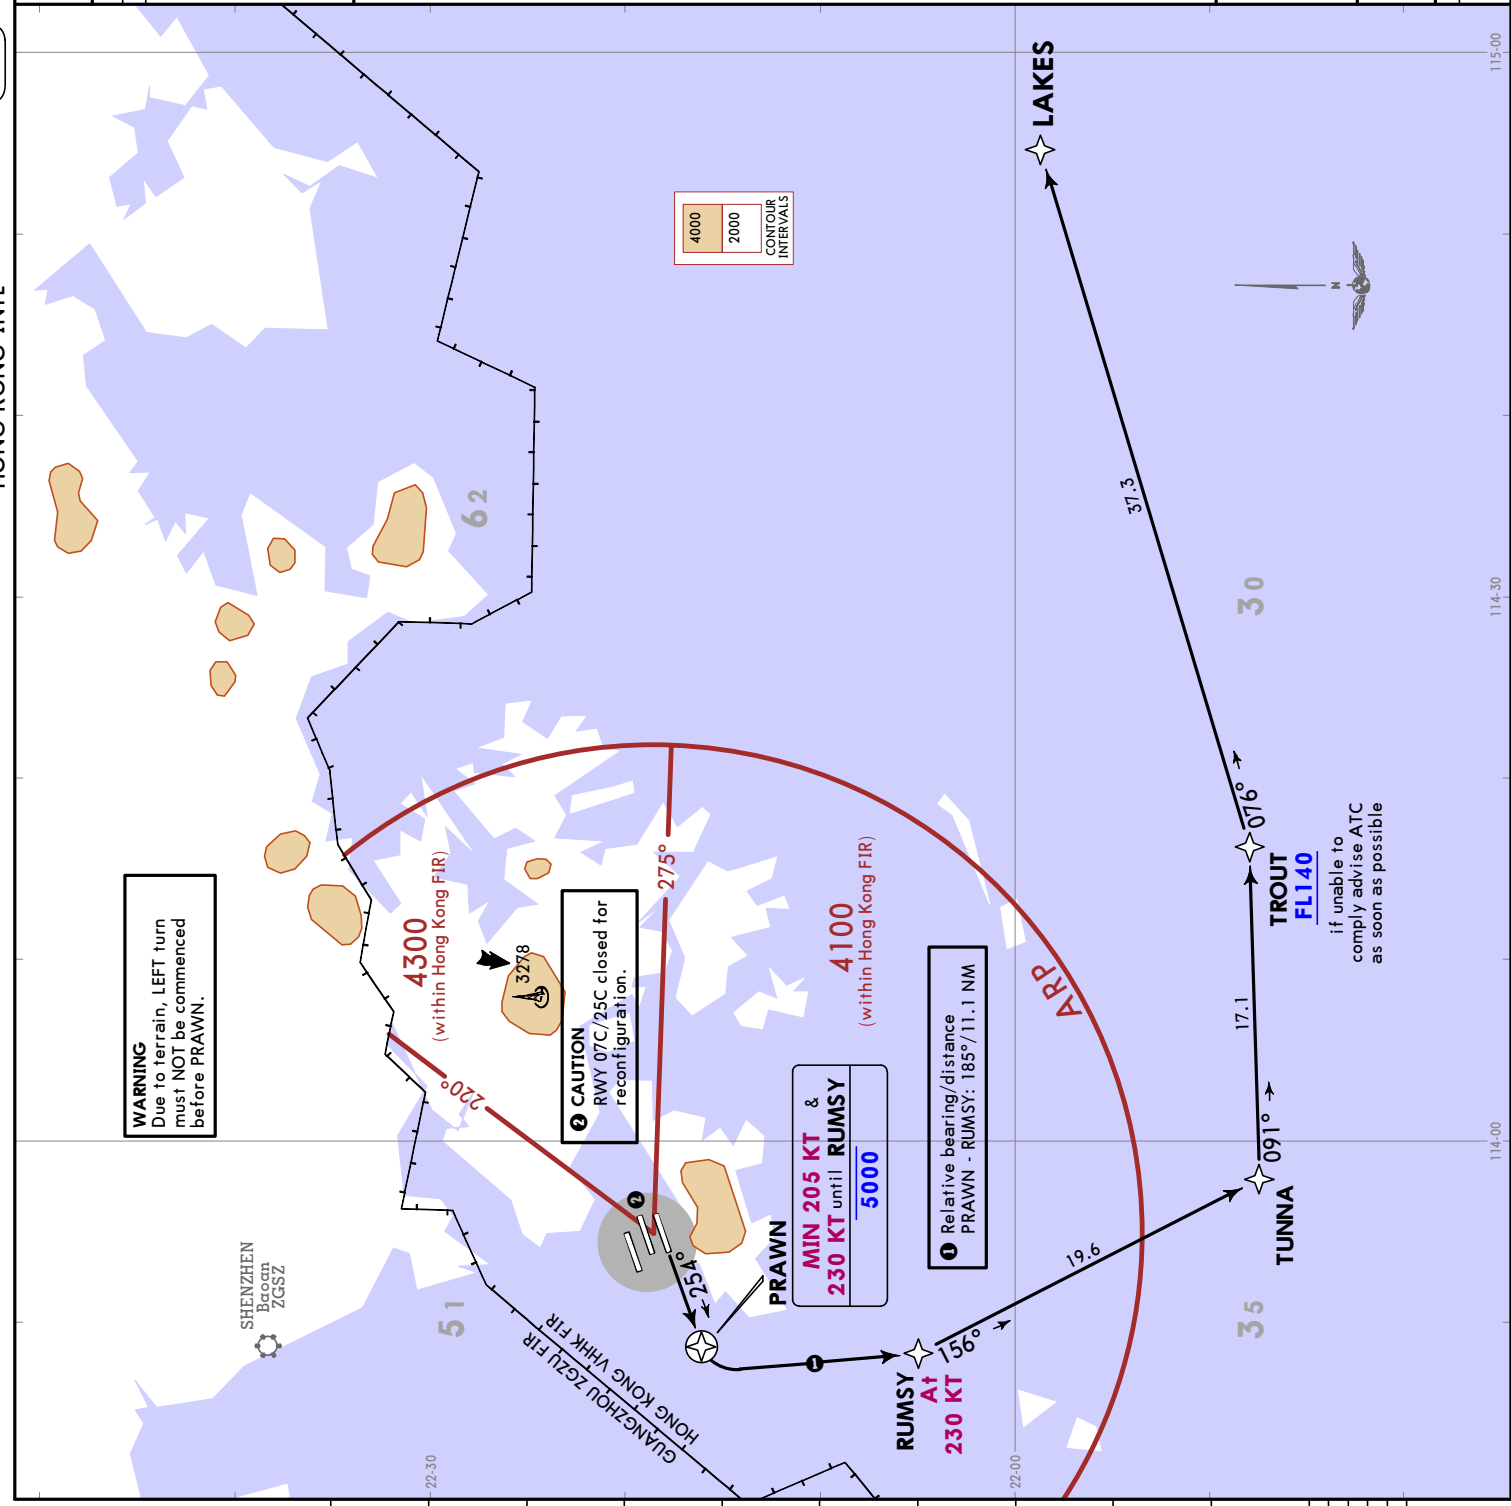 HONG KONG INTL
WARNING
Due to terrain, LEFT turn
must NOT be commenced
before PRAWN.
SHENZHEN
Baoan
ZGSZ
4300
(within Hong Kong FIR)
3278
220°
62
51
❷ CAUTION
RWY 07C/25C closed for
reconfiguration.
❷
275°
4000
2000
CONTOUR
INTERVALS
GUANGZHOU ZGZU FIR
HONG KONG VHHK FIR
254°
PRAWN
MIN 205 KT &
230 KT until RUMSY
5000
4100
(within Hong Kong FIR)
❶
❶ Relative bearing/distance
PRAWN - RUMSY: 185°/11.1 NM
RUMSY
At
230 KT
156°
ARP
19.6
TUNNA
091°
17.1
TROUT
FL140
if unable to
comply advise ATC
as soon as possible
076°
37.3
LAKES
35
30
N
22-30
22-00
114-00
114-30
115-00